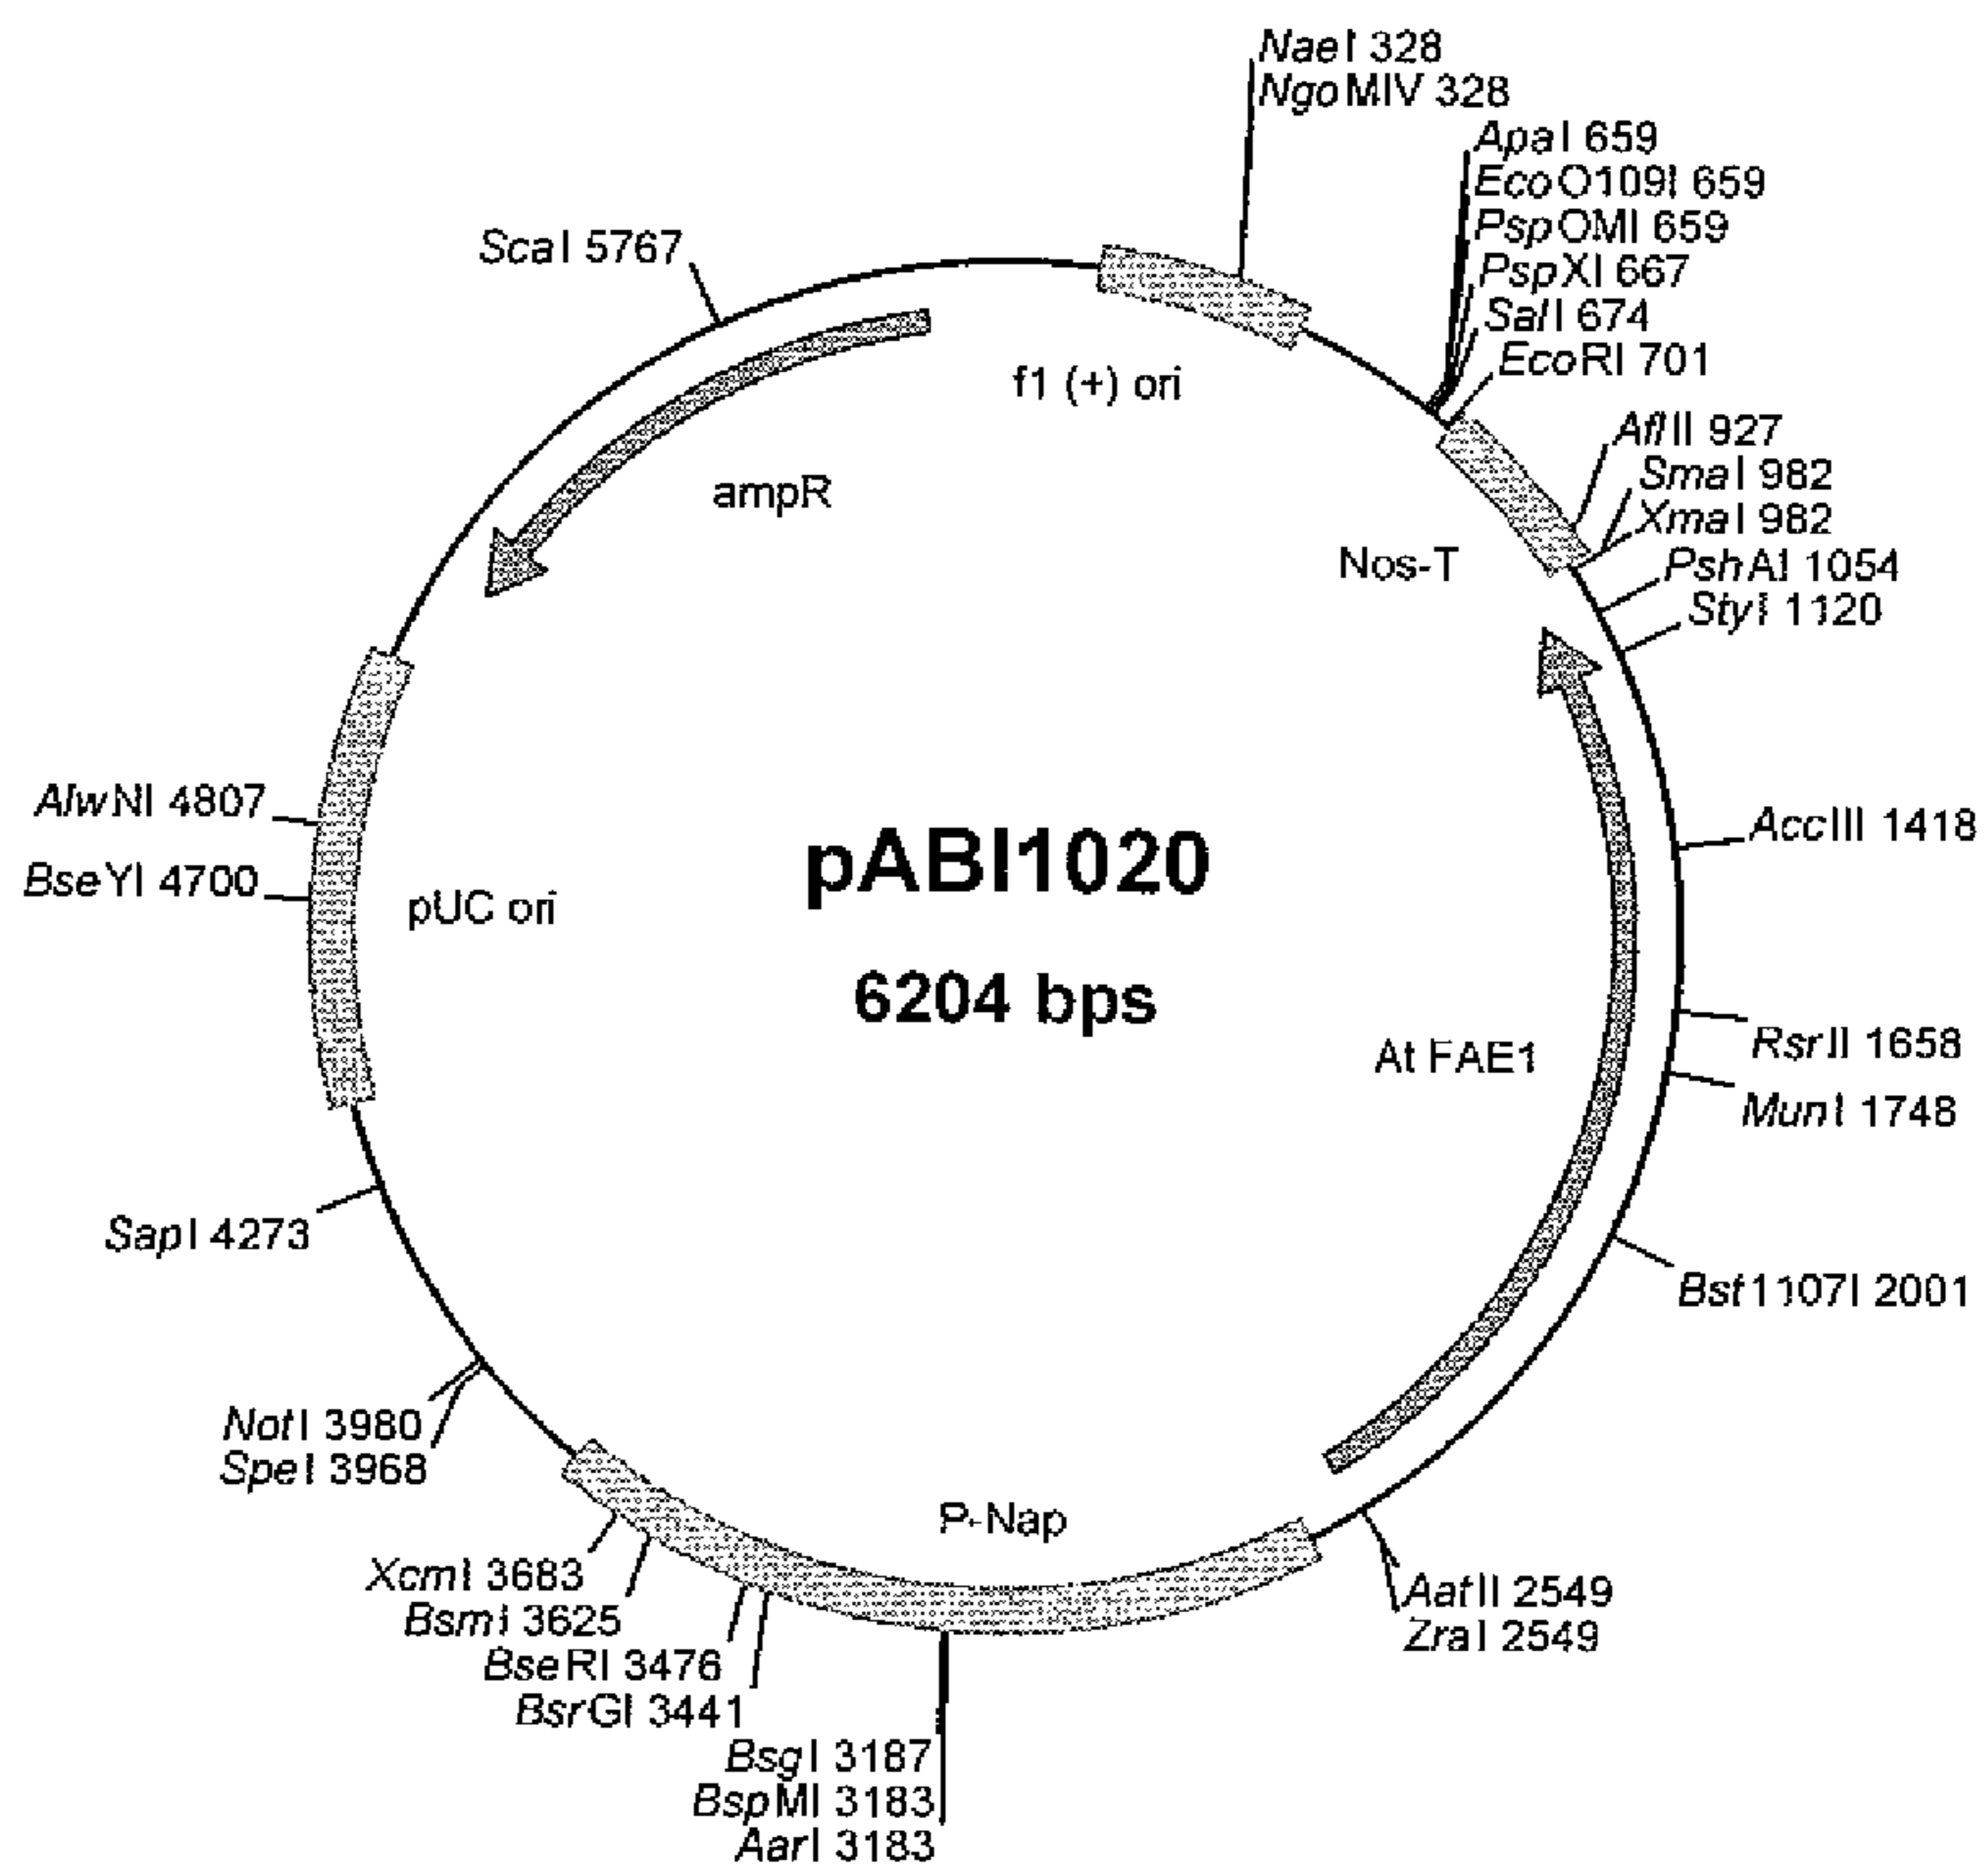 NaeI 328
NgoMIV 328
ApaI 659
EcoO109I 659
PspOMI 659
PspXI 667
SalI 674
EcoRI 701
AflII 927
SmaI 982
XmaI 982
PshAI 1054
StyI 1120
AccIII 1418
RsrII 1658
MunI 1748
Bst1107I 2001
AatII 2549
ZraI 2549
BsgI 3187
BspMI 3183
AarI 3183
BsrGI 3441
BseRI 3476
BsmI 3625
XcmI 3683
SpeI 3968
NotI 3980
SapI 4273
BseYI 4700
AlwNI 4807
ScaI 5767
f1 (+) ori
ampR
Nos-T
pUC ori
pABI1020
6204 bps
At FAE1
P-Nap